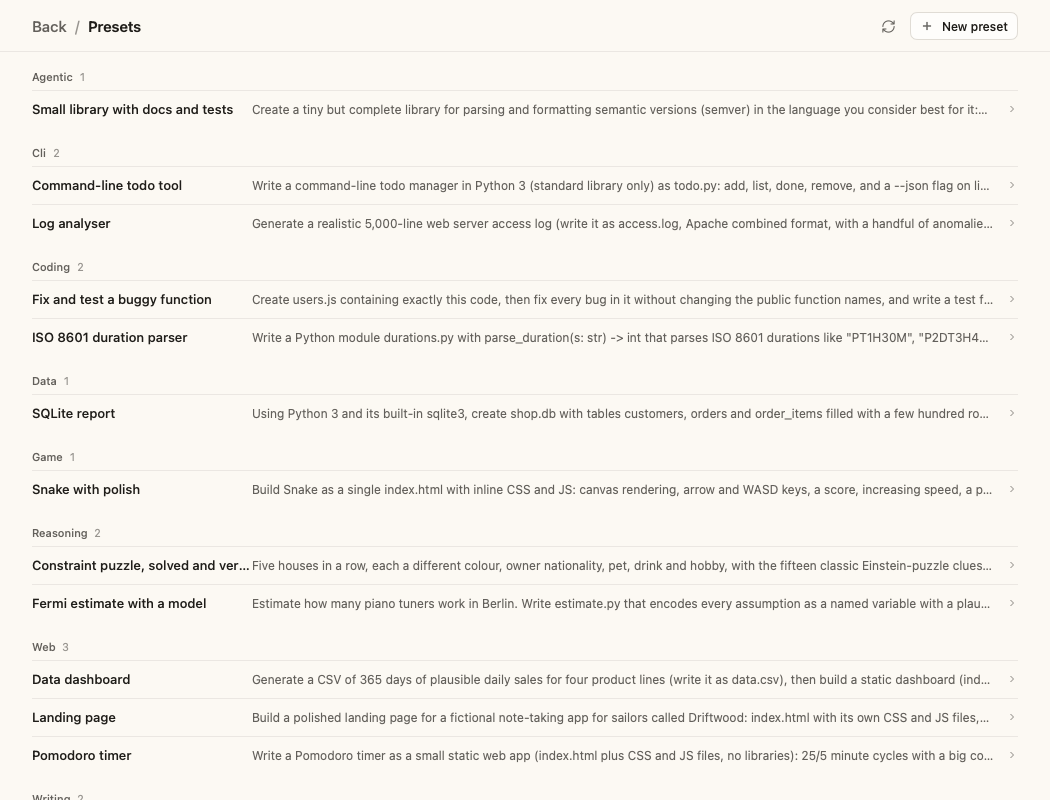 Back / Presets
+ New preset
Agentic 1
Small library with docs and tests Create a tiny but complete library for parsing and formatting semantic versions (semver) in the language you consider best for it:...
Cli 2
Command-line todo tool Write a command-line todo manager in Python 3 (standard library only) as todo.py: add, list, done, remove, and a --json flag on li...
Log analyser Generate a realistic 5,000-line web server access log (write it as access.log, Apache combined format, with a handful of anomalie...
Coding 2
Fix and test a buggy function Create users.js containing exactly this code, then fix every bug in it without changing the public function names, and write a test f...
ISO 8601 duration parser Write a Python module durations.py with parse_duration(s: str) -> int that parses ISO 8601 durations like "PT1H30M", "P2DT3H4...
Data 1
SQLite report Using Python 3 and its built-in sqlite3, create shop.db with tables customers, orders and order_items filled with a few hundred ro...
Game 1
Snake with polish Build Snake as a single index.html with inline CSS and JS: canvas rendering, arrow and WASD keys, a score, increasing speed, a p...
Reasoning 2
Constraint puzzle, solved and ver... Five houses in a row, each a different colour, owner nationality, pet, drink and hobby, with the fifteen classic Einstein-puzzle clues...
Fermi estimate with a model Estimate how many piano tuners work in Berlin. Write estimate.py that encodes every assumption as a named variable with a plau...
Web 3
Data dashboard Generate a CSV of 365 days of plausible daily sales for four product lines (write it as data.csv), then build a static dashboard (ind...
Landing page Build a polished landing page for a fictional note-taking app for sailors called Driftwood: index.html with its own CSS and JS files,...
Pomodoro timer Write a Pomodoro timer as a small static web app (index.html plus CSS and JS files, no libraries): 25/5 minute cycles with a big co...
Writing 2